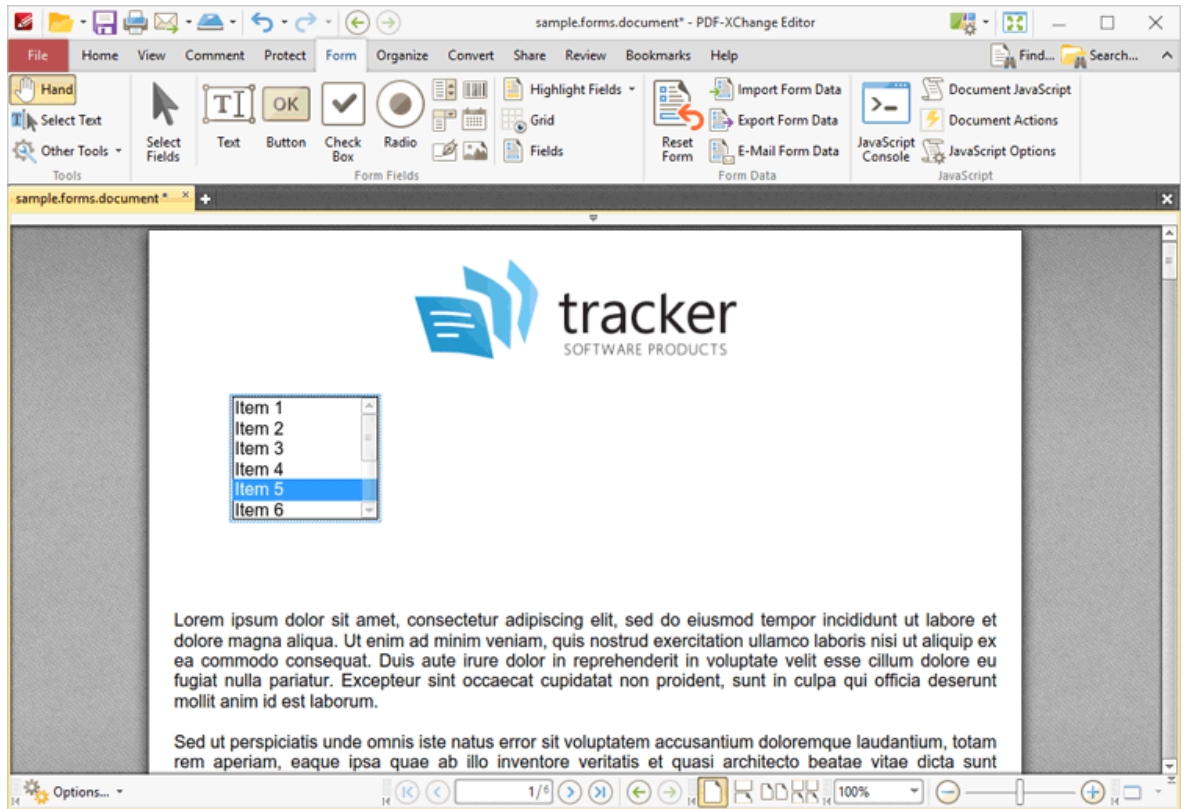 sample.forms.document* - PDF-XChange Editor
File Home View Comment Protect Form Organize Convert Share Review Bookmarks Help Find... Search...
Hand
Select Text
Other Tools
Tools
Select Fields
Text
OK
Button
Check Box
Radio
Form Fields
Highlight Fields
Grid
Fields
Reset Form
Import Form Data
Export Form Data
E-Mail Form Data
Form Data
JavaScript Console
Document JavaScript
Document Actions
JavaScript Options
JavaScript
sample.forms.document *
tracker
SOFTWARE PRODUCTS
Item 1
Item 2
Item 3
Item 4
Item 5
Item 6
Lorem ipsum dolor sit amet, consectetur adipiscing elit, sed do eiusmod tempor incididunt ut labore et
dolore magna aliqua. Ut enim ad minim veniam, quis nostrud exercitation ullamco laboris nisi ut aliquip ex
ea commodo consequat. Duis aute irure dolor in reprehenderit in voluptate velit esse cillum dolore eu
fugiat nulla pariatur. Excepteur sint occaecat cupidatat non proident, sunt in culpa qui officia deserunt
mollit anim id est laborum.
Sed ut perspiciatis unde omnis iste natus error sit voluptatem accusantium doloremque laudantium, totam
rem aperiam, eaque ipsa quae ab illo inventore veritatis et quasi architecto beatae vitae dicta sunt
Options... 1/6 100%